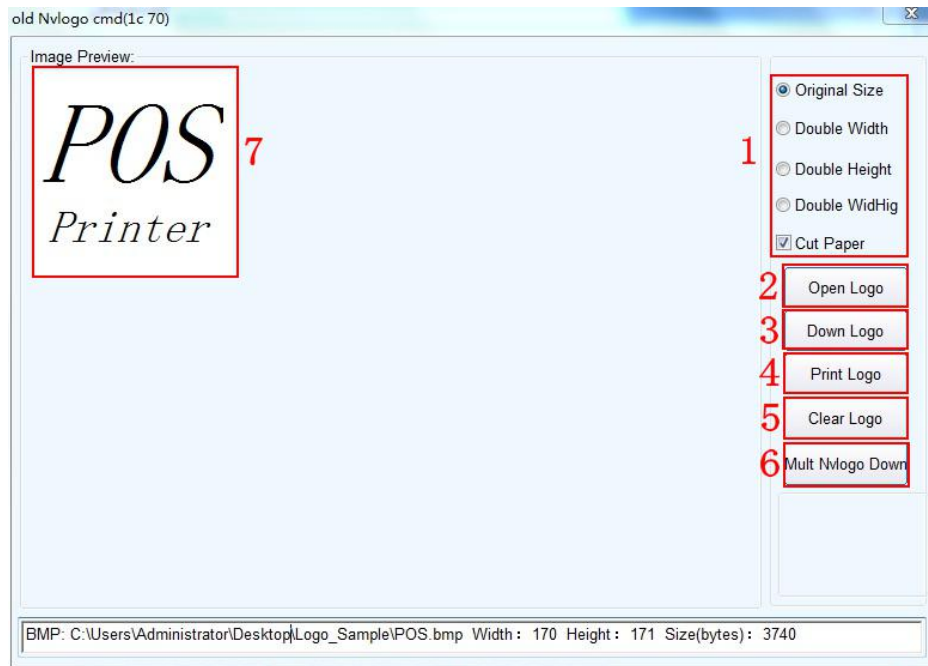 old Nvlogo cmd(1c 70)
Image Preview:
POS
Printer
7
1
Original Size
Double Width
Double Height
Double WidHig
Cut Paper
2 Open Logo
3 Down Logo
4 Print Logo
5 Clear Logo
6 Mult Nvlogo Down
BMP: C:\Users\Administrator\Desktop\Logo_Sample\POS.bmp Width: 170 Height: 171 Size(bytes): 3740